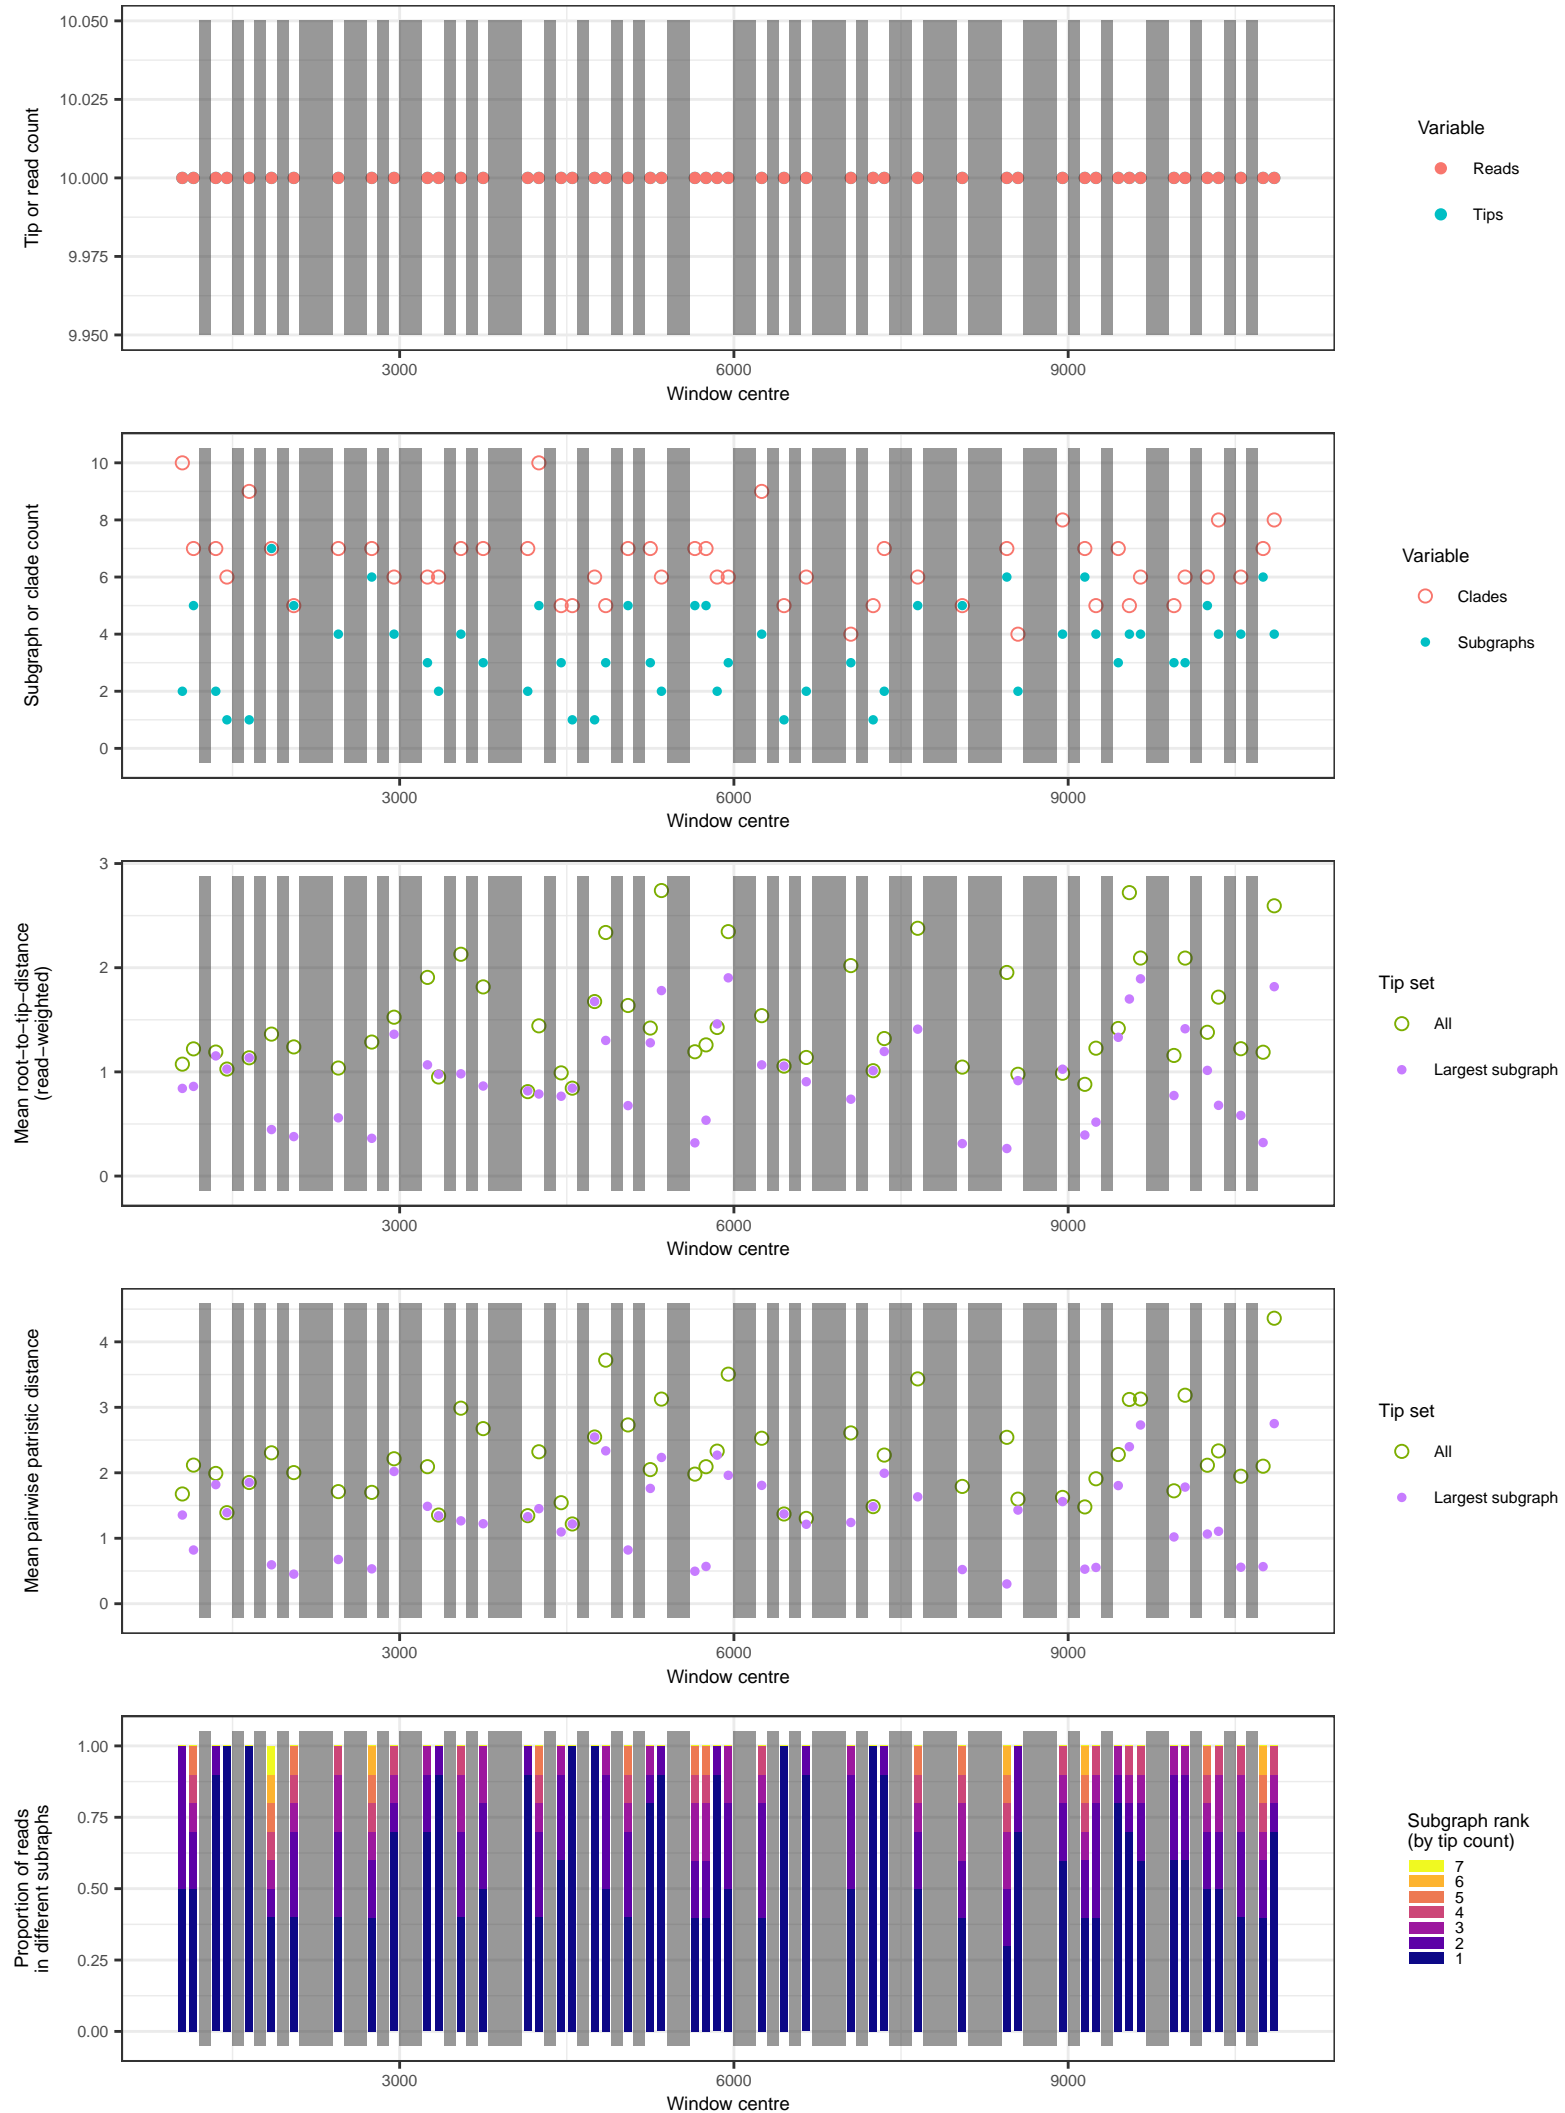 10.050
10.025
10.000
9.975
9.950
Tip or read count
3000 6000 9000
Window centre
Variable
Reads
Tips
10
8
6
4
2
0
Subgraph or clade count
3000 6000 9000
Window centre
Variable
Clades
Subgraphs
3
2
1
0
Mean root−to−tip−distance
(read−weighted)
3000 6000 9000
Window centre
Tip set
All
Largest subgraph
4
3
2
1
0
Mean pairwise patristic distance
3000 6000 9000
Window centre
Tip set
All
Largest subgraph
1.00
0.75
0.50
0.25
0.00
Proportion of reads
in different subraphs
3000 6000 9000
Window centre
Subgraph rank
(by tip count)
7
6
5
4
3
2
1